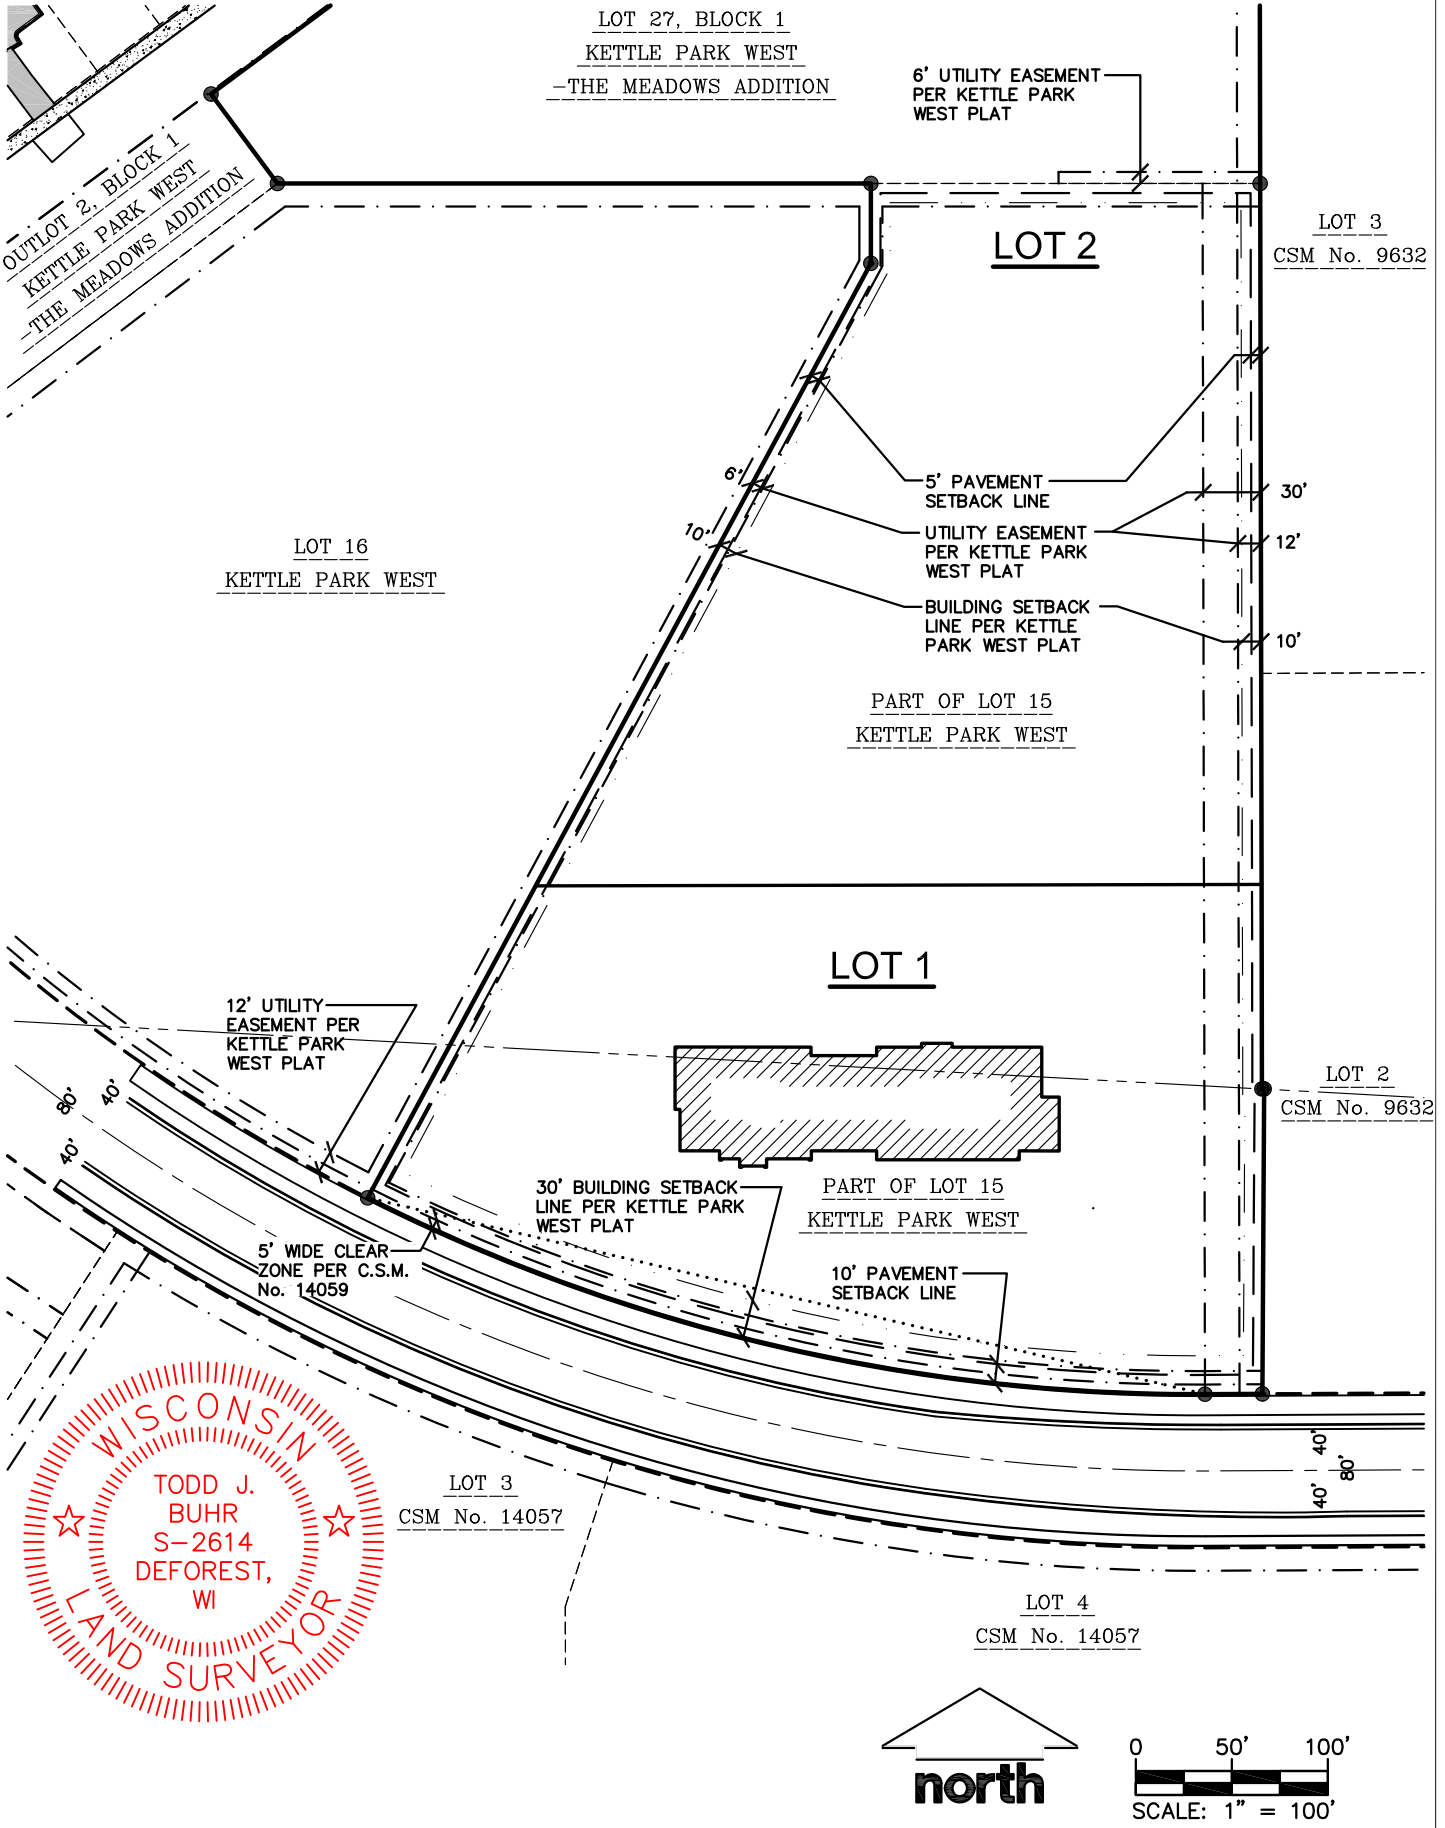 LOT 27, BLOCK 1
KETTLE PARK WEST
-THE MEADOWS ADDITION
6' UTILITY EASEMENT
PER KETTLE PARK
WEST PLAT
OUTLOT 2, BLOCK 1
KETTLE PARK WEST
-THE MEADOWS ADDITION
LOT 2
LOT 3
CSM No. 9632
6'
5' PAVEMENT
SETBACK LINE
30'
10'
UTILITY EASEMENT
PER KETTLE PARK
WEST PLAT
12'
LOT 16
KETTLE PARK WEST
BUILDING SETBACK
LINE PER KETTLE
PARK WEST PLAT
10'
PART OF LOT 15
KETTLE PARK WEST
LOT 1
12' UTILITY
EASEMENT PER
KETTLE PARK
WEST PLAT
80'
40'
40'
LOT 2
CSM No. 9632
30' BUILDING SETBACK
LINE PER KETTLE PARK
WEST PLAT
PART OF LOT 15
KETTLE PARK WEST
5' WIDE CLEAR
ZONE PER C.S.M.
No. 14059
10' PAVEMENT
SETBACK LINE
40'
80'
40'
WISCONSIN
TODD J.
BUHR
S-2614
DEFOREST,
WI
LAND SURVEYOR
LOT 3
CSM No. 14057
LOT 4
CSM No. 14057
north
0 50' 100'
SCALE: 1" = 100'